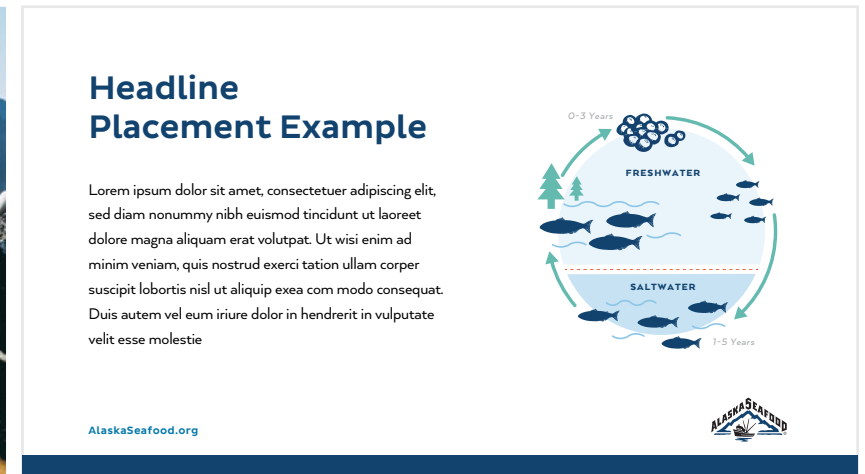 Headline
Placement Example
Lorem ipsum dolor sit amet, consectetuer adipiscing elit,
sed diam nonummy nibh euismod tincidunt ut laoreet
dolore magna aliquam erat volutpat. Ut wisi enim ad
minim veniam, quis nostrud exerci tation ullam corper
suscipit lobortis nisl ut aliquip exea com modo consequat.
Duis autem vel eum iriure dolor in hendrerit in vulputate
velit esse molestie
AlaskaSeafood.org
0-3 Years
FRESHWATER
SALTWATER
1-5 Years
ALASKA SEAFOOD